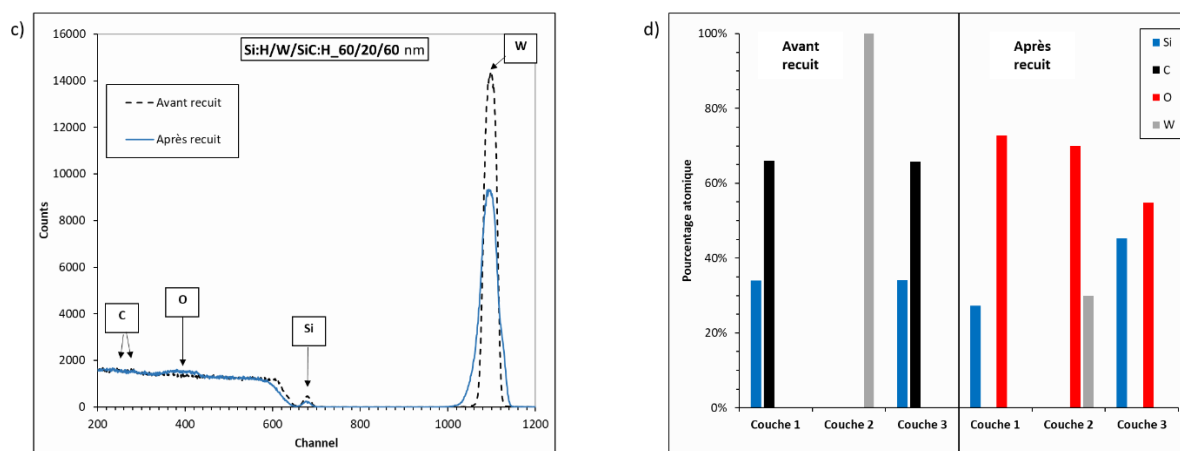 c)
Si:H/W/SiC:H_60/20/60 nm
W
Avant recuit
Après recuit
C
O
Si
Counts
16000
14000
12000
10000
8000
6000
4000
2000
0
200
400
600
800
1000
1200
Channel
d)
Avant
recuit
Après
recuit
Si
C
O
W
Pourcentage atomique
100%
80%
60%
40%
20%
0%
Couche 1
Couche 2
Couche 3
Couche 1
Couche 2
Couche 3